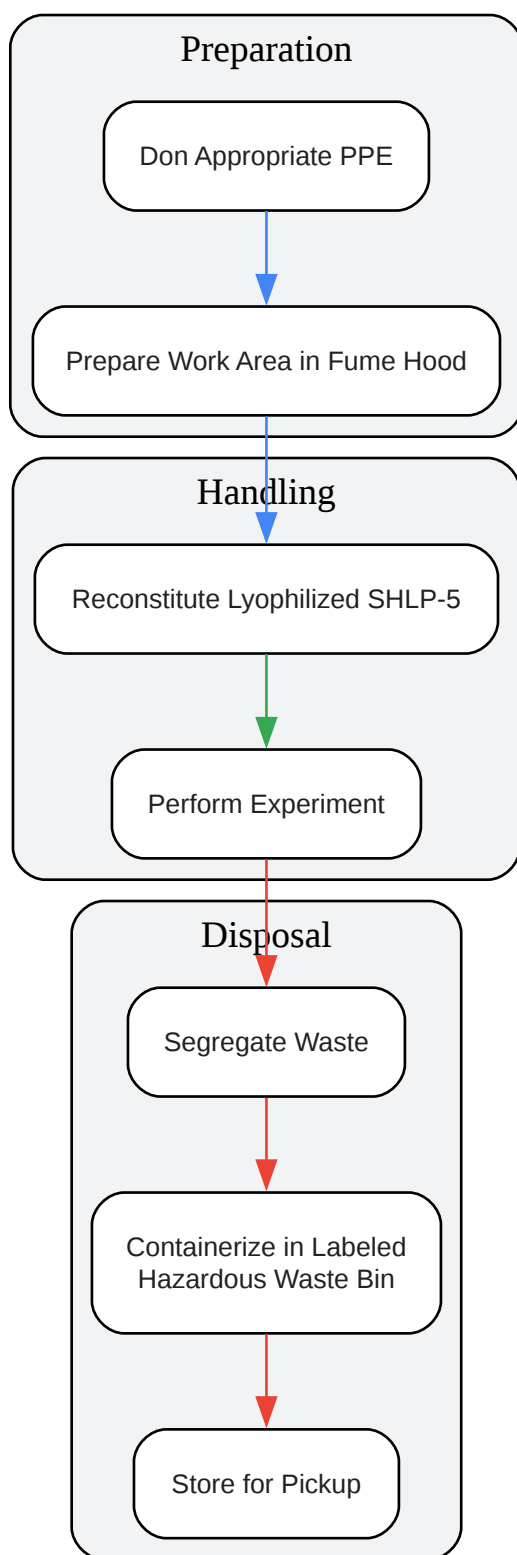 Preparation
Don Appropriate PPE
Prepare Work Area in Fume Hood
Handling
Reconstitute Lyophilized SHLP-5
Perform Experiment
Disposal
Segregate Waste
Containerize in Labeled
Hazardous Waste Bin
Store for Pickup